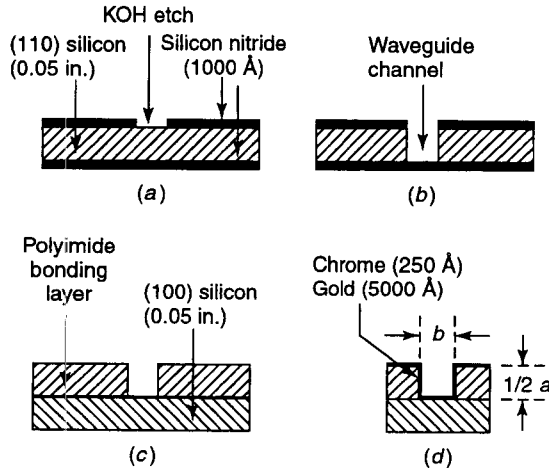 KOH etch
(110) silicon
(0.05 in.)
Silicon nitride
(1000 Å)
(a)
Waveguide
channel
(b)
Polyimide
bonding
layer
(100) silicon
(0.05 in.)
(c)
Chrome (250 Å)
Gold (5000 Å)
b
1/2 a
(d)